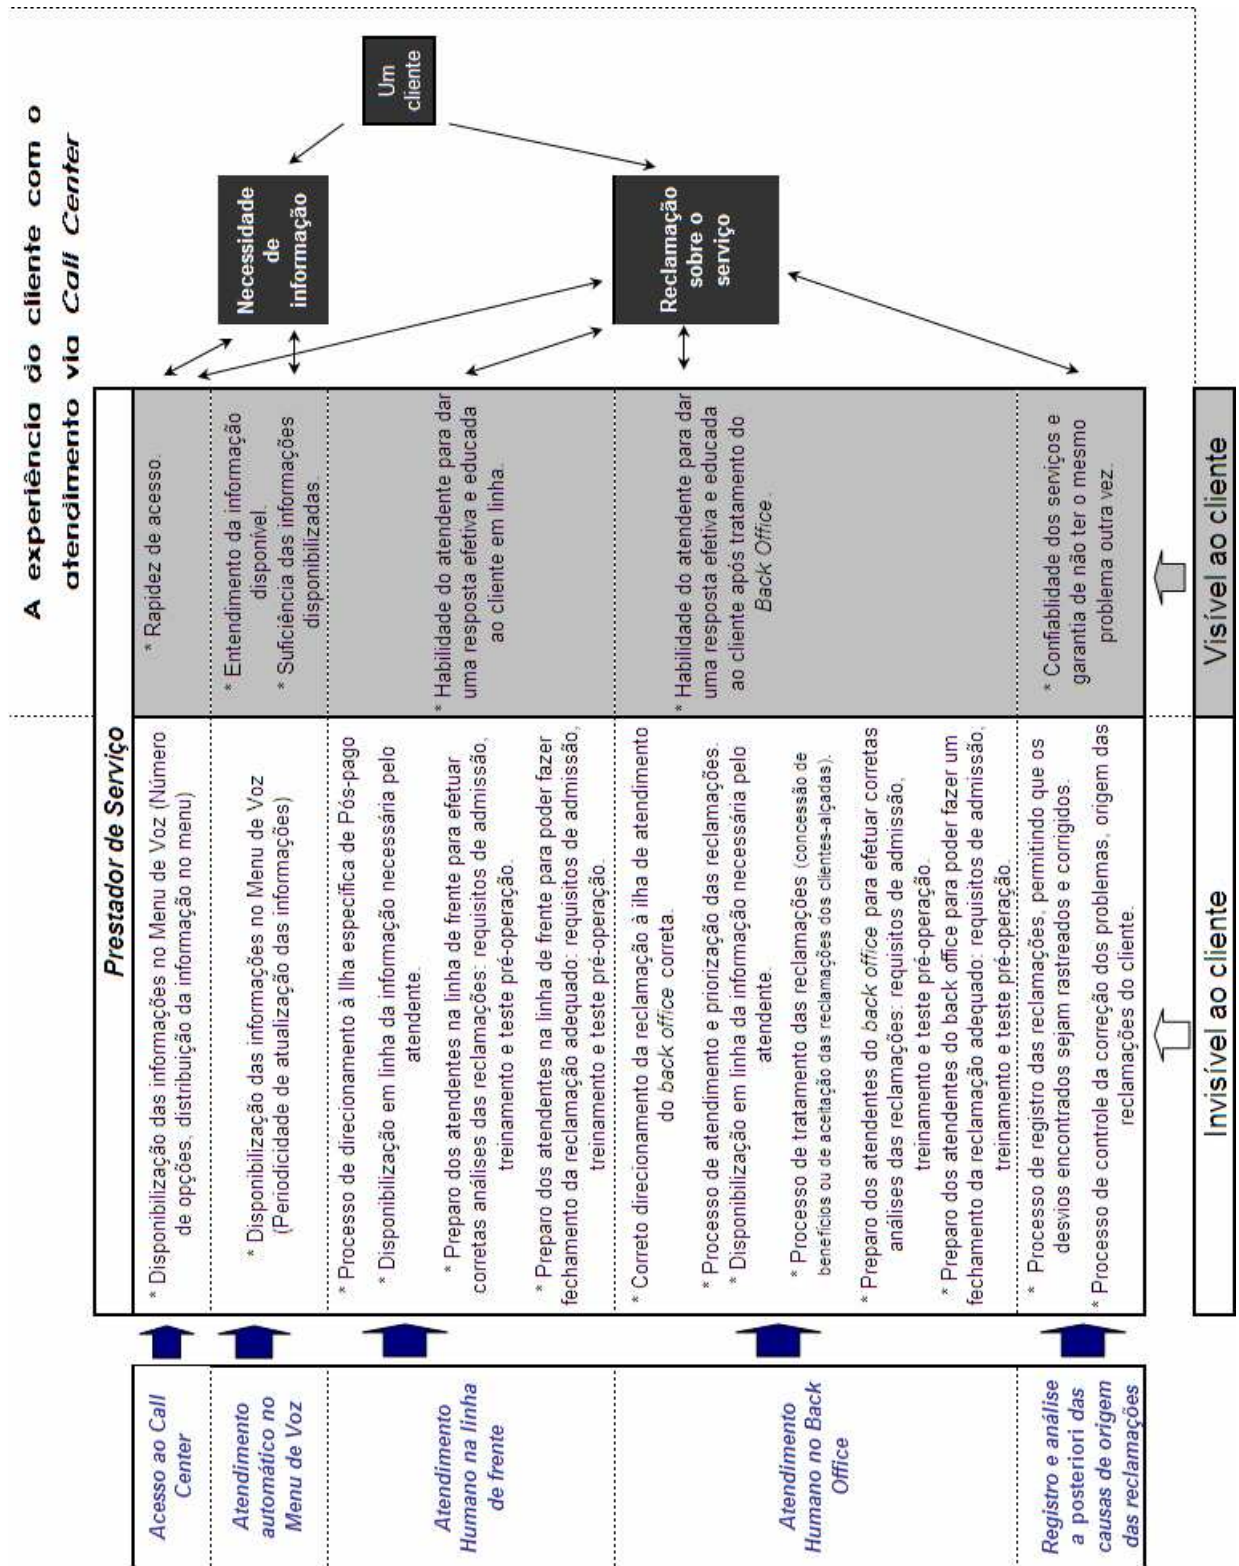 A experiência do cliente com o
atendimento via Call Center
Prestador de Serviço
Acesso ao Call
Center
* Disponibilização das informações no Menu de Voz (Número
de opções, distribuição da informação no menu)
* Rapidez de acesso.
Atendimento
automático no
Menu de Voz
* Disponibilização das informações no Menu de Voz
(Periodicidade de atualização das informações)
* Entendimento da informação
disponível.
* Suficiência das informações
disponibilizadas.
Atendimento
Humano na linha
de frente
* Processo de direcionamento à Ilha específica de Pós-pago
* Disponibilização em linha da informação necessária pelo
atendente.
* Preparo dos atendentes na linha de frente para efetuar
corretas análises das reclamações: requisitos de admissão,
treinamento e teste pré-operação.
* Preparo dos atendentes na linha de frente para poder fazer
fechamento da reclamação adequado: requisitos de admissão,
treinamento e teste pré-operação.
* Habilidade do atendente para dar
uma resposta efetiva e educada
ao cliente em linha.
Atendimento
Humano no Back
Office
* Correto direcionamento da reclamação à ilha de atendimento
do back office correta.
* Processo de atendimento e priorização das reclamações.
* Disponibilização em linha da informação necessária pelo
atendente.
* Processo de tratamento das reclamações (concessão de
benefícios ou de aceitação das reclamações dos clientes-alçadas).
* Preparo dos atendentes do back office para efetuar corretas
análises das reclamações: requisitos de admissão,
treinamento e teste pré-operação.
* Preparo dos atendentes do back office para poder fazer um
fechamento da reclamação adequado: requisitos de admissão,
treinamento e teste pré-operação.
* Habilidade do atendente para dar
uma resposta efetiva e educada
ao cliente após tratamento do
Back Office.
Registro e análise
a posteriori das
causas de origem
das reclamações
* Processo de registro das reclamações, permitindo que os
desvios encontrados sejam rastreados e corrigidos.
* Processo de controle da correção dos problemas, origem das
reclamações do cliente.
* Confiablidade dos serviços e
garantia de não ter o mesmo
problema outra vez.
Necessidade
de
informação
Um
cliente
Reclamação
sobre o
serviço
Invisível ao cliente
Visível ao cliente